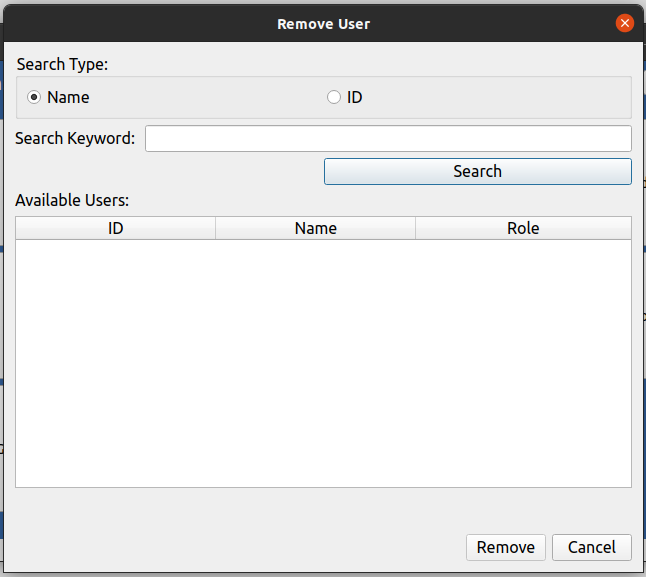 Remove User
Search Type:
Name ID
Search Keyword:
Search
Available Users:
ID Name Role
Remove Cancel